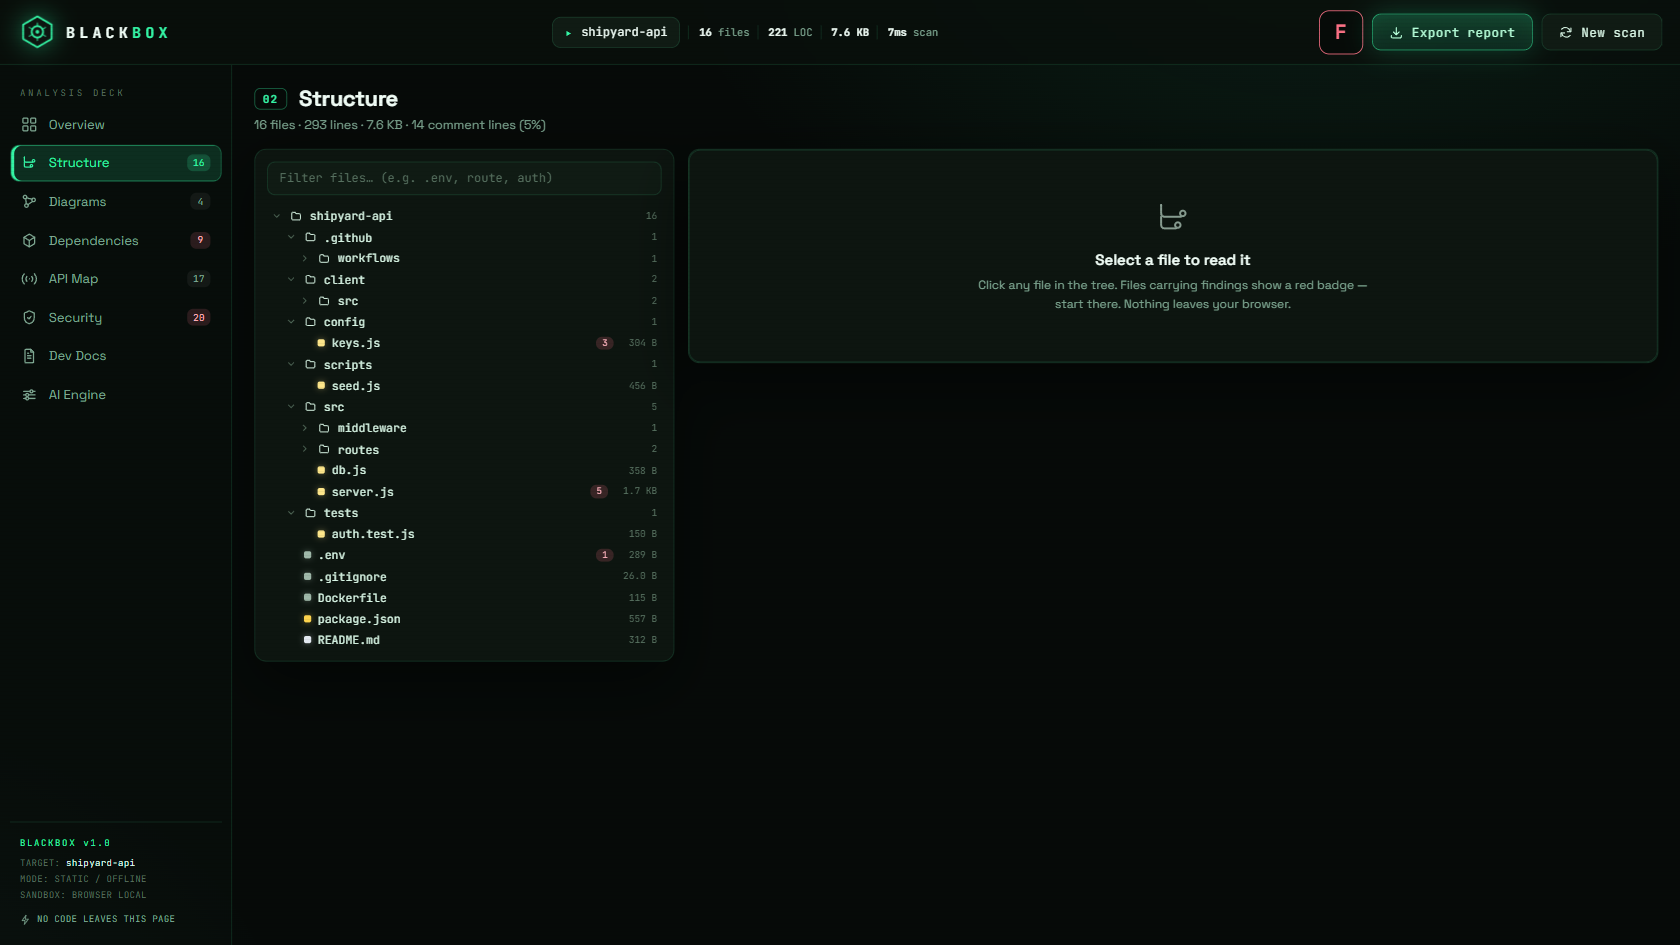 BLACKBOX
shipyard-api
16 files
221 LOC
7.6 KB
7ms scan
F
Export report
New scan
ANALYSIS DECK
Overview
Structure 16
Diagrams 4
Dependencies 9
API Map 17
Security 20
Dev Docs
AI Engine
BLACKBOX v1.0
TARGET: shipyard-api
MODE: STATIC / OFFLINE
SANDBOX: BROWSER LOCAL
NO CODE LEAVES THIS PAGE
02 Structure
16 files · 293 lines · 7.6 KB · 14 comment lines (5%)
Filter files… (e.g. .env, route, auth)
shipyard-api 16
.github 1
workflows 1
client 2
src 2
config 1
keys.js 3 304 B
scripts 1
seed.js 456 B
src 5
middleware 1
routes 2
db.js 358 B
server.js 5 1.7 KB
tests 1
auth.test.js 150 B
.env 1 289 B
.gitignore 26.0 B
Dockerfile 115 B
package.json 557 B
README.md 312 B
Select a file to read it
Click any file in the tree. Files carrying findings show a red badge —
start there. Nothing leaves your browser.